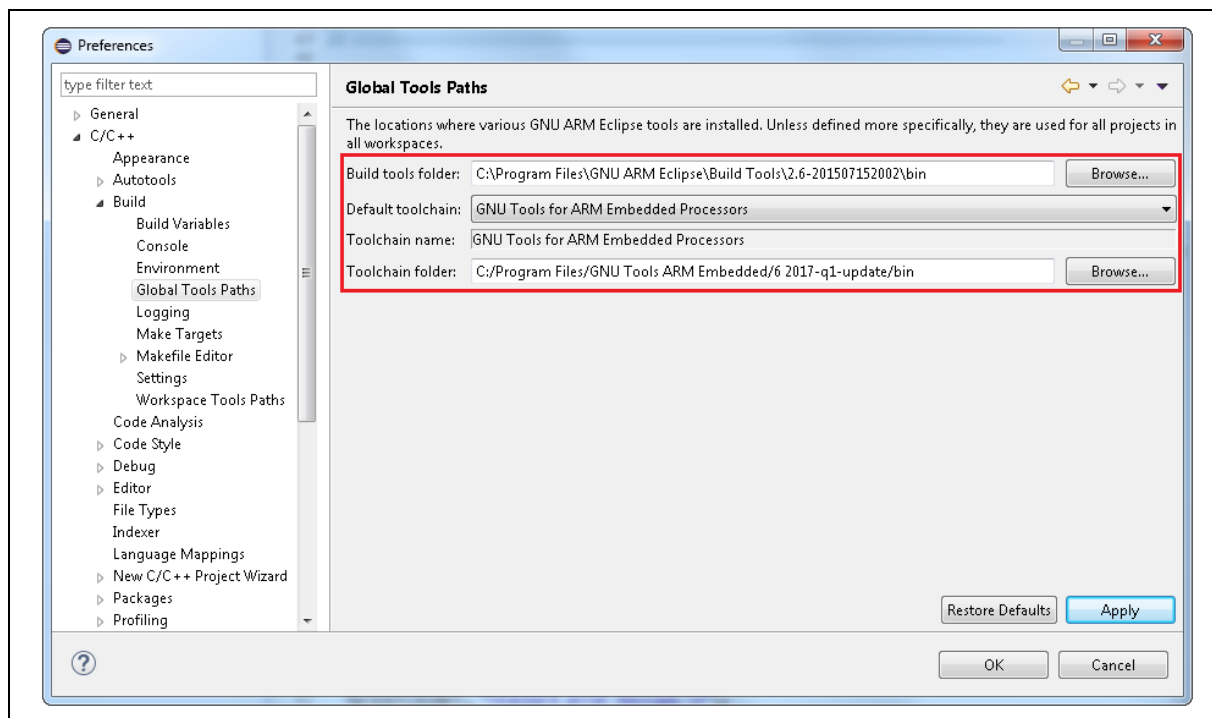 Preferences
type filter text
General
C/C++
Appearance
Autotools
Build
Build Variables
Console
Environment
Global Tools Paths
Logging
Make Targets
Makefile Editor
Settings
Workspace Tools Paths
Code Analysis
Code Style
Debug
Editor
File Types
Indexer
Language Mappings
New C/C++ Project Wizard
Packages
Profiling
Global Tools Paths
The locations where various GNU ARM Eclipse tools are installed. Unless defined more specifically, they are used for all projects in
all workspaces.
Build tools folder: C:\Program Files\GNU ARM Eclipse\Build Tools\2.6-201507152002\bin Browse...
Default toolchain: GNU Tools for ARM Embedded Processors
Toolchain name: GNU Tools for ARM Embedded Processors
Toolchain folder: C:/Program Files/GNU Tools ARM Embedded/6 2017-q1-update/bin Browse...
Restore Defaults Apply
? OK Cancel